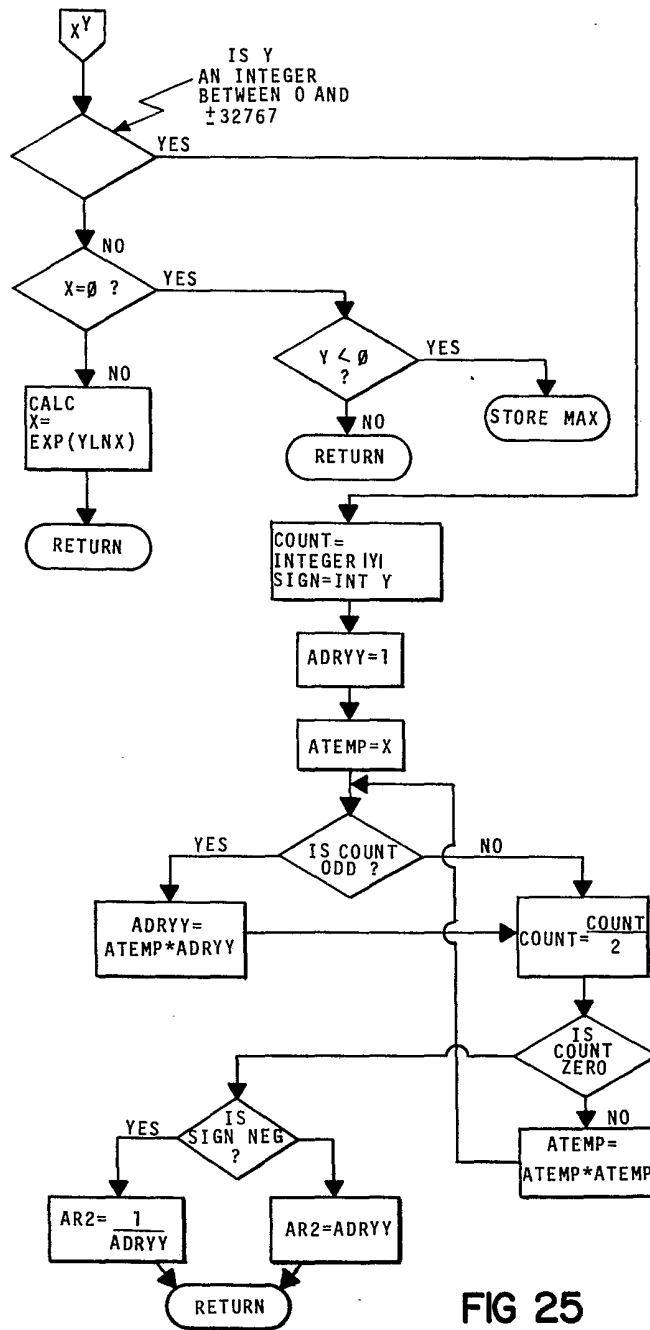 X^Y
IS Y
AN INTEGER
BETWEEN 0 AND
±32767
YES
NO
X=Ø ?
YES
NO
Y < Ø
?
YES
NO
CALC
X=
EXP(YLNX)
STORE MAX
RETURN
RETURN
COUNT=
INTEGER |Y|
SIGN=INT Y
ADRYY=1
ATEMP=X
IS COUNT
ODD ?
YES
NO
ADRYY=
ATEMP*ADRYY
COUNT=COUNT
2
IS
COUNT
ZERO
NO
IS
SIGN NEG
?
YES
ATEMP=
ATEMP*ATEMP
AR2=1
ADRYY
AR2=ADRYY
RETURN
FIG 25